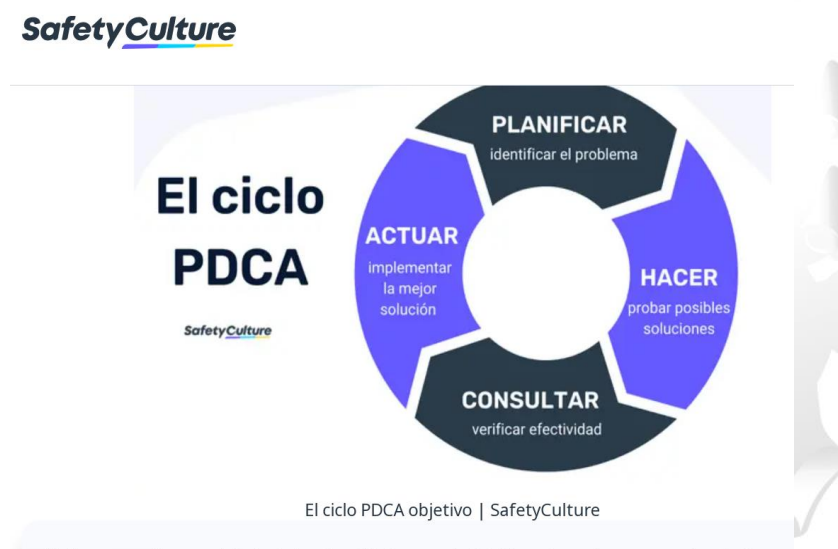 SafetyCulture
El ciclo
PDCA
SafetyCulture
PLANIFICAR
identificar el problema
HACER
probar posibles
soluciones
CONSULTAR
verificar efectividad
ACTUAR
implementar
la mejor
solución
El ciclo PDCA objetivo | SafetyCulture